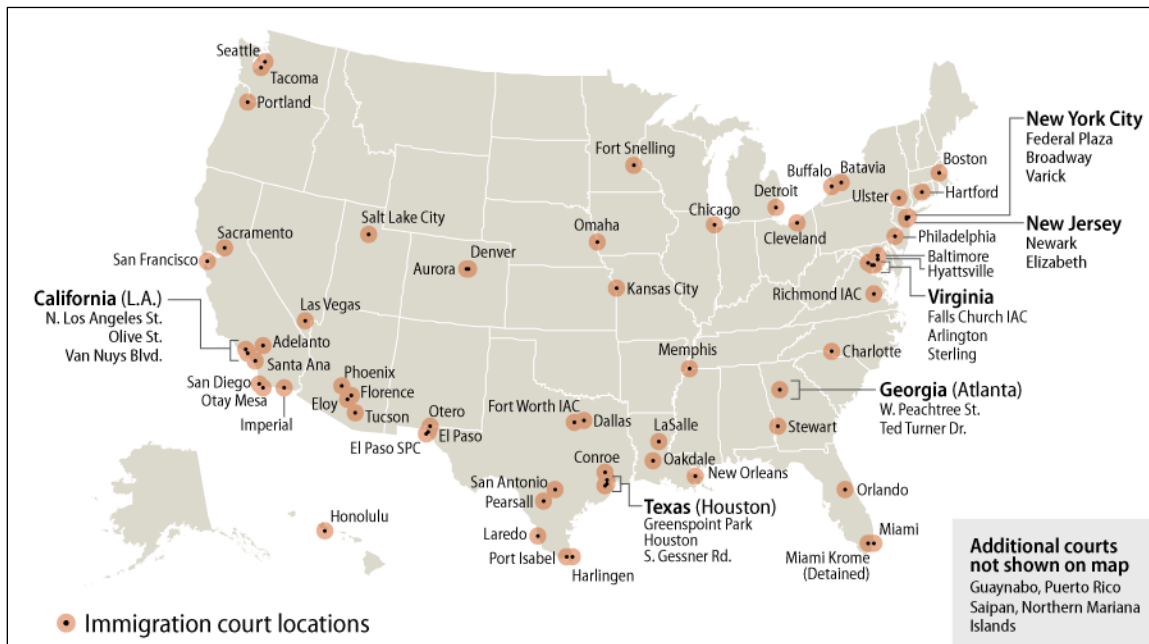 Seattle
Tacoma
Portland
Fort Snelling
New York City
Federal Plaza
Broadway
Varick
Boston
Buffalo
Batavia
Ulster
Hartford
Detroit
Chicago
Cleveland
New Jersey
Newark
Elizabeth
Philadelphia
Baltimore
Hyattsville
Salt Lake City
Omaha
Sacramento
San Francisco
Denver
Aurora
Kansas City
Richmond IAC
Virginia
Falls Church IAC
Arlington
Sterling
California (L.A.)
N. Los Angeles St.
Olive St.
Van Nuys Blvd.
Las Vegas
Adelanto
Santa Ana
San Diego
Otay Mesa
Imperial
Phoenix
Florence
Eloy
Tucson
Memphis
Charlotte
Georgia (Atlanta)
W. Peachtree St.
Ted Turner Dr.
Stewart
Otero
El Paso
El Paso SPC
Fort Worth IAC
Dallas
LaSalle
Oakdale
New Orleans
Conroe
San Antonio
Pearsall
Texas (Houston)
Greenspoint Park
Houston
S. Gessner Rd.
Laredo
Port Isabel
Harlingen
Orlando
Miami
Miami Krome
(Detained)
Honolulu
Additional courts
not shown on map
Guaynabo, Puerto Rico
Saipan, Northern Mariana
Islands
Immigration court locations